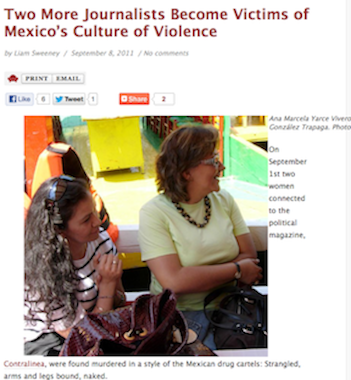 Two More Journalists Become Victims of
Mexico's Culture of Violence
by Liam Sweeney / September 8, 2011 / No comments
PRINT EMAIL
Like 6 Tweet 1 Share 2
Ana Marcela Yarce Vivero
González Trapaga. Photo
On
September
1st two
women
connected
to the
political
magazine,
Contralínea, were found murdered in a style of the Mexican drug cartels: Strangled,
arms and legs bound, naked.